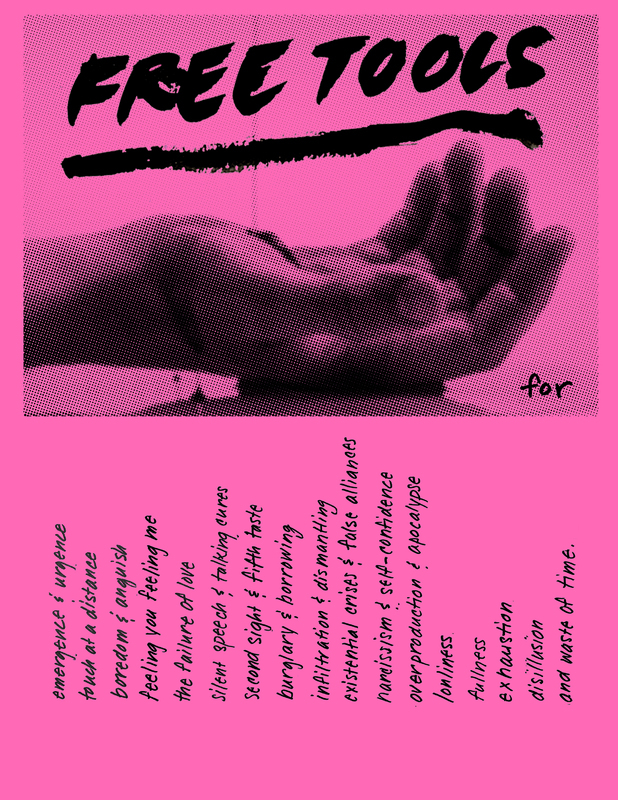 FREE TOOLS
for
emergence & urgence
touch at a distance
boredom & anguish
feeling you feeling me
the failure of love
silent speech & talking cures
second sight & fifth taste
burglary & borrowing
infiltration & dismantling
existential crises & false alliances
narcissism & self-confidence
overproduction & apocalypse
lonliness
fullness
exhaustion
disillusion
and waste of time.